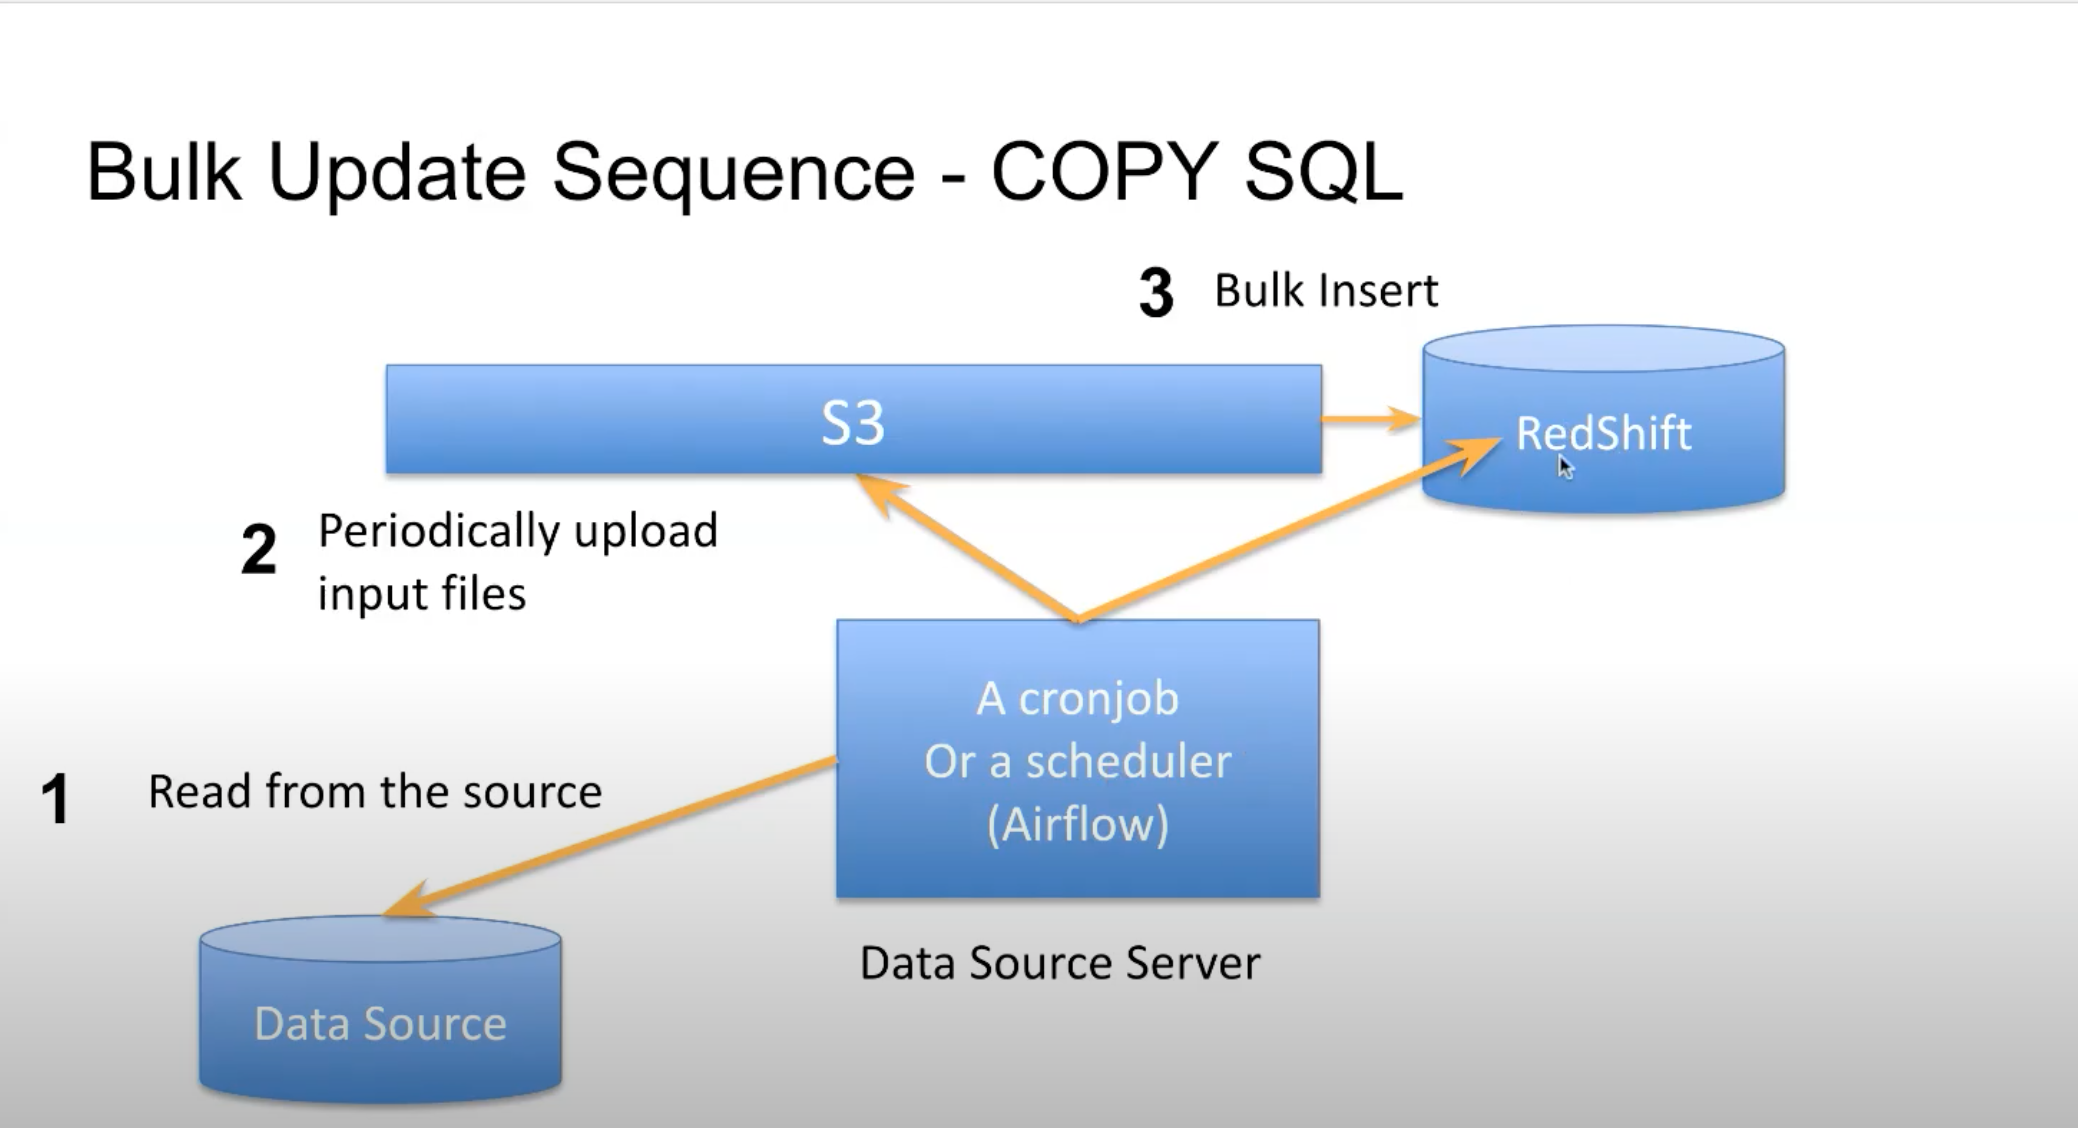 Bulk Update Sequence - COPY SQL
3 Bulk Insert
S3
RedShift
2 Periodically upload
input files
A cronjob
Or a scheduler
(Airflow)
1 Read from the source
Data Source Server
Data Source